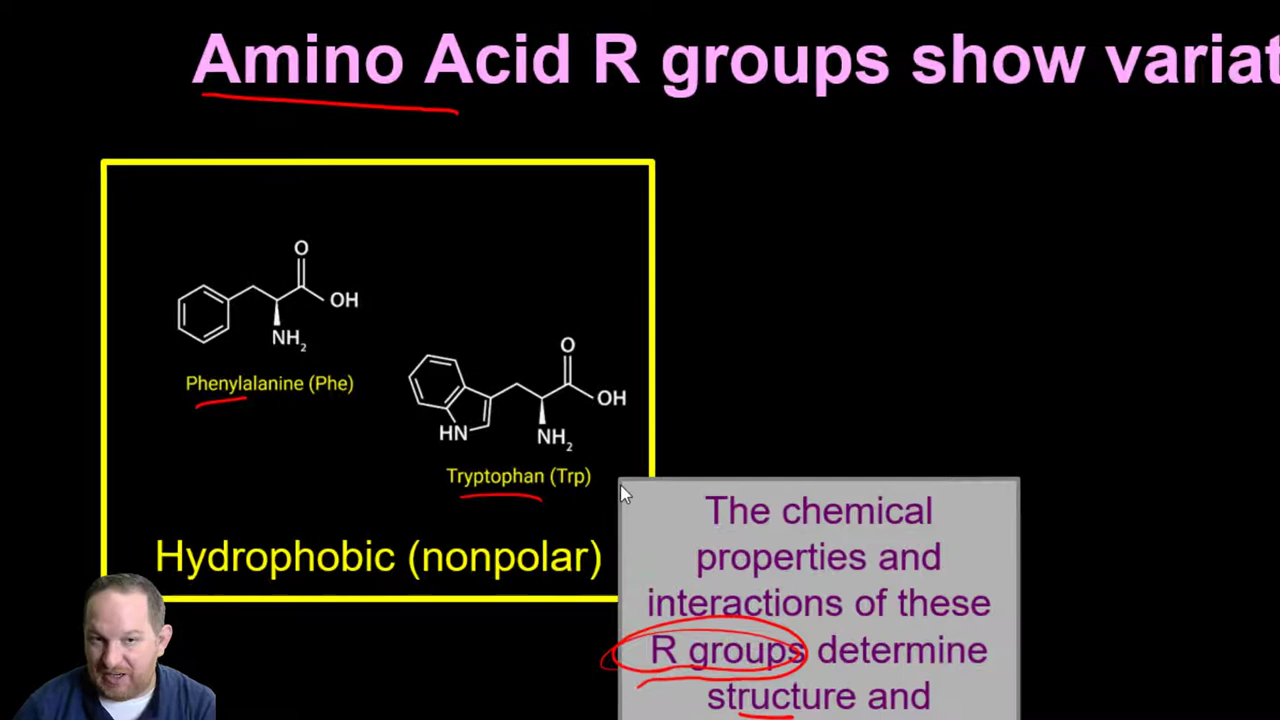 Amino Acid R groups show variat
O
OH
NH2
Phenylalanine (Phe)
O
OH
HN
NH2
Tryptophan (Trp)
Hydrophobic (nonpolar)
The chemical
properties and
interactions of these
R groups determine
structure and